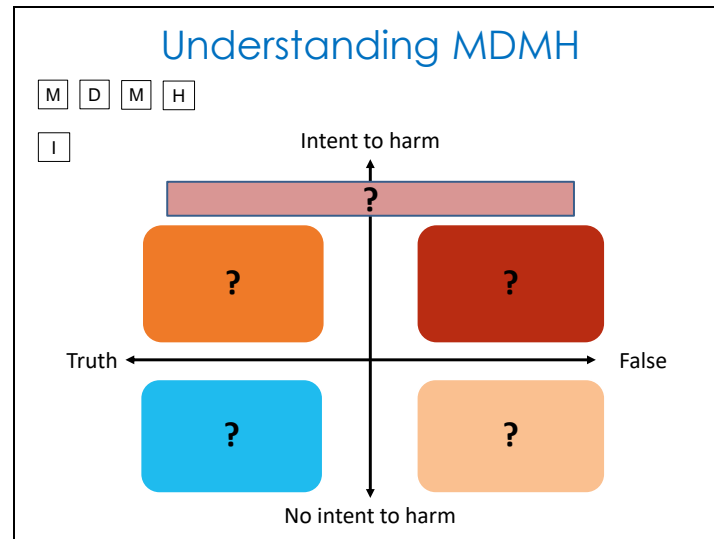 Understanding MDMH
M D M H
I
Intent to harm
?
? ?
Truth False
? ?
No intent to harm